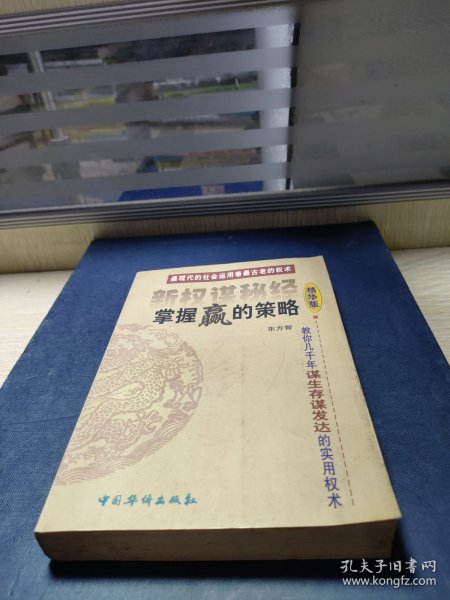 最现代的社会运用着最古老的权术
新权谋秘经
精华版
掌握赢的策略
东方智
教你几千年谋生存谋发达的实用权术
中国华侨出版社
孔夫子旧书网
www.kongfz.com